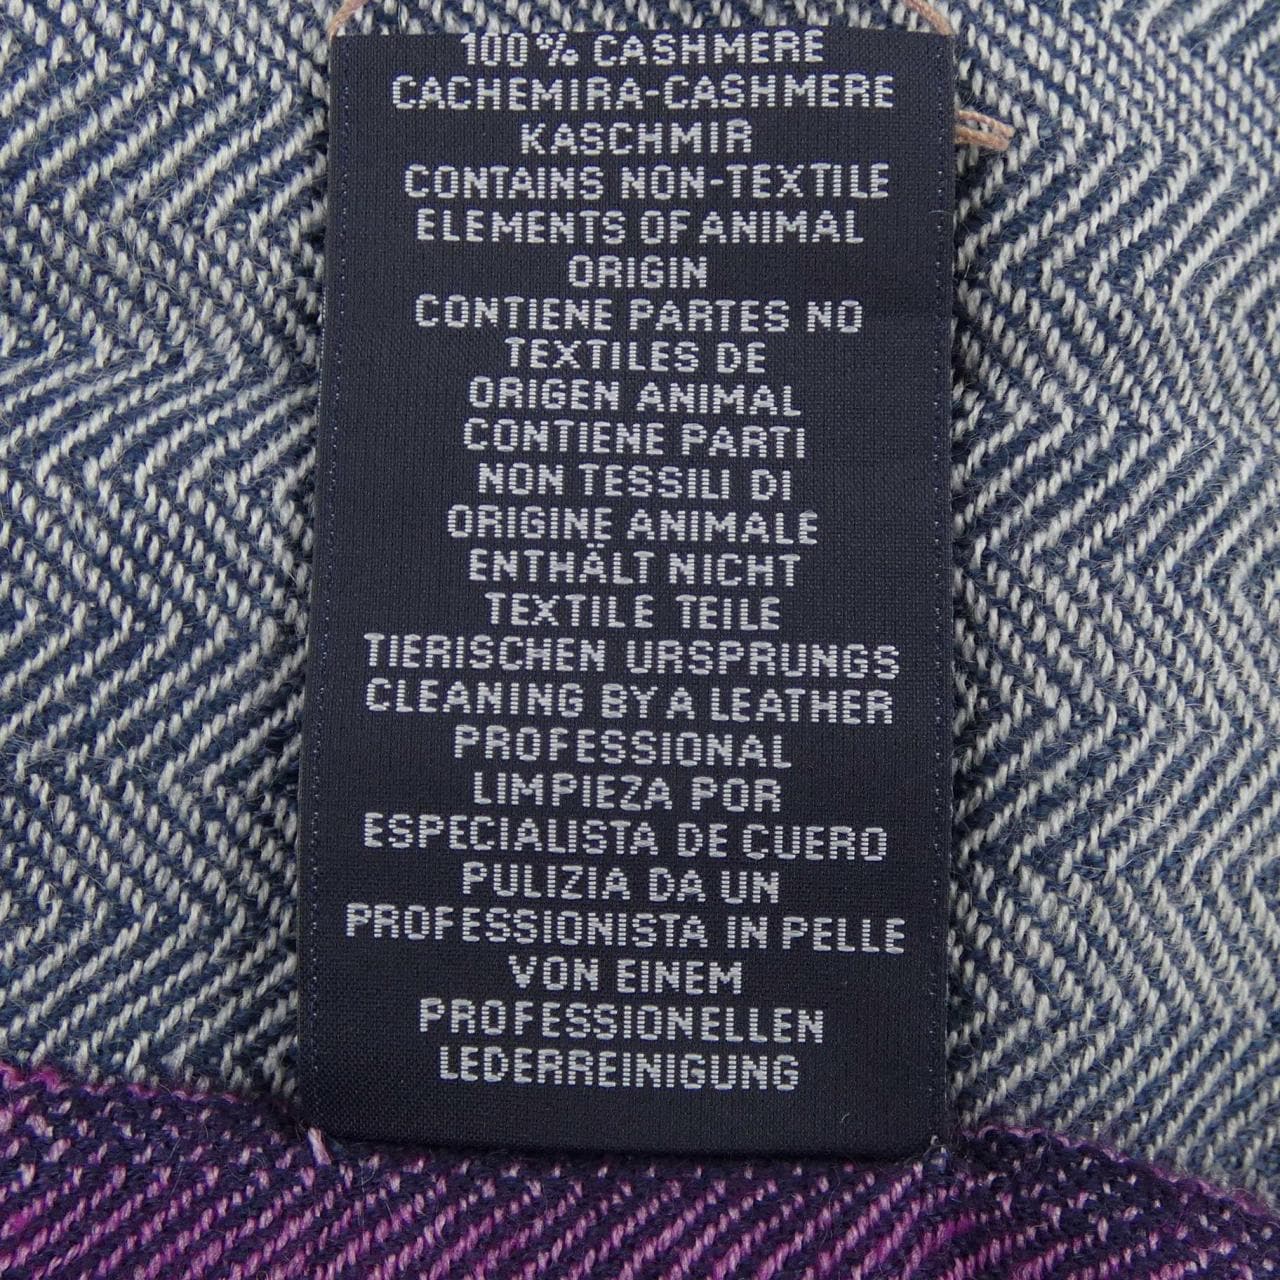 100% CASHMERE
CACHEMIRA-CASHMERE
KASCHMIR
CONTAINS NON-TEXTILE
ELEMENTS OF ANIMAL
ORIGIN
CONTIENE PARTES NO
TEXTILES DE
ORIGEN ANIMAL
CONTIENE PARTI
NON TESSILI DI
ORIGINE ANIMALE
ENTHÄLT NICHT
TEXTILE TEILE
TIERISCHEN URSPRUNGS
CLEANING BY A LEATHER
PROFESSIONAL
LIMPIEZA POR
ESPECIALISTA DE CUERO
PULIZIA DA UN
PROFESSIONISTA IN PELLE
VON EINEM
PROFESSIONELLEN
LEDERREINIGUNG